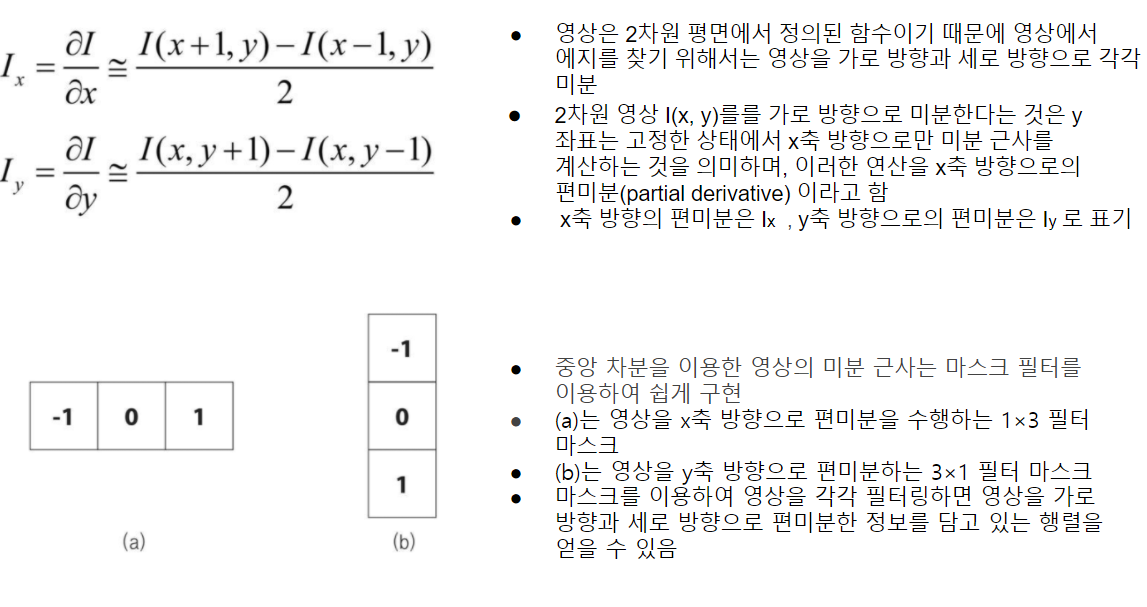 I_x = ∂I/∂x ≅ (I(x+1, y) − I(x−1, y))/2
I_y = ∂I/∂y ≅ (I(x, y+1) − I(x, y−1))/2
● 영상은 2차원 평면에서 정의된 함수이기 때문에 영상에서
에지를 찾기 위해서는 영상을 가로 방향과 세로 방향으로 각각
미분
● 2차원 영상 I(x, y)를를 가로 방향으로 미분한다는 것은 y
좌표는 고정한 상태에서 x축 방향으로만 미분 근사를
계산하는 것을 의미하며, 이러한 연산을 x축 방향으로의
편미분(partial derivative) 이라고 함
● x축 방향의 편미분은 Ix , y축 방향으로의 편미분은 Iy 로 표기
-1 0 1
(a)
-1
0
1
(b)
● 중앙 차분을 이용한 영상의 미분 근사는 마스크 필터를
이용하여 쉽게 구현
● (a)는 영상을 x축 방향으로 편미분을 수행하는 1×3 필터
마스크
● (b)는 영상을 y축 방향으로 편미분하는 3×1 필터 마스크
● 마스크를 이용하여 영상을 각각 필터링하면 영상을 가로
방향과 세로 방향으로 편미분한 정보를 담고 있는 행렬을
얻을 수 있음